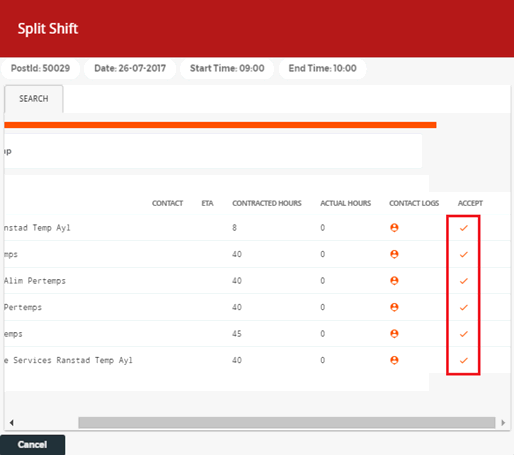 Split Shift
PostId: 50029 Date: 26-07-2017 Start Time: 09:00 End Time: 10:00
SEARCH
op
CONTACT ETA CONTRACTED HOURS ACTUAL HOURS CONTACT LOGS ACCEPT
nstad Temp Ayl 8 0
mps 40 0
Alim Pertemps 40 0
Pertemps 40 0
emps 45 0
e Services Ranstad Temp Ayl 40 0
Cancel